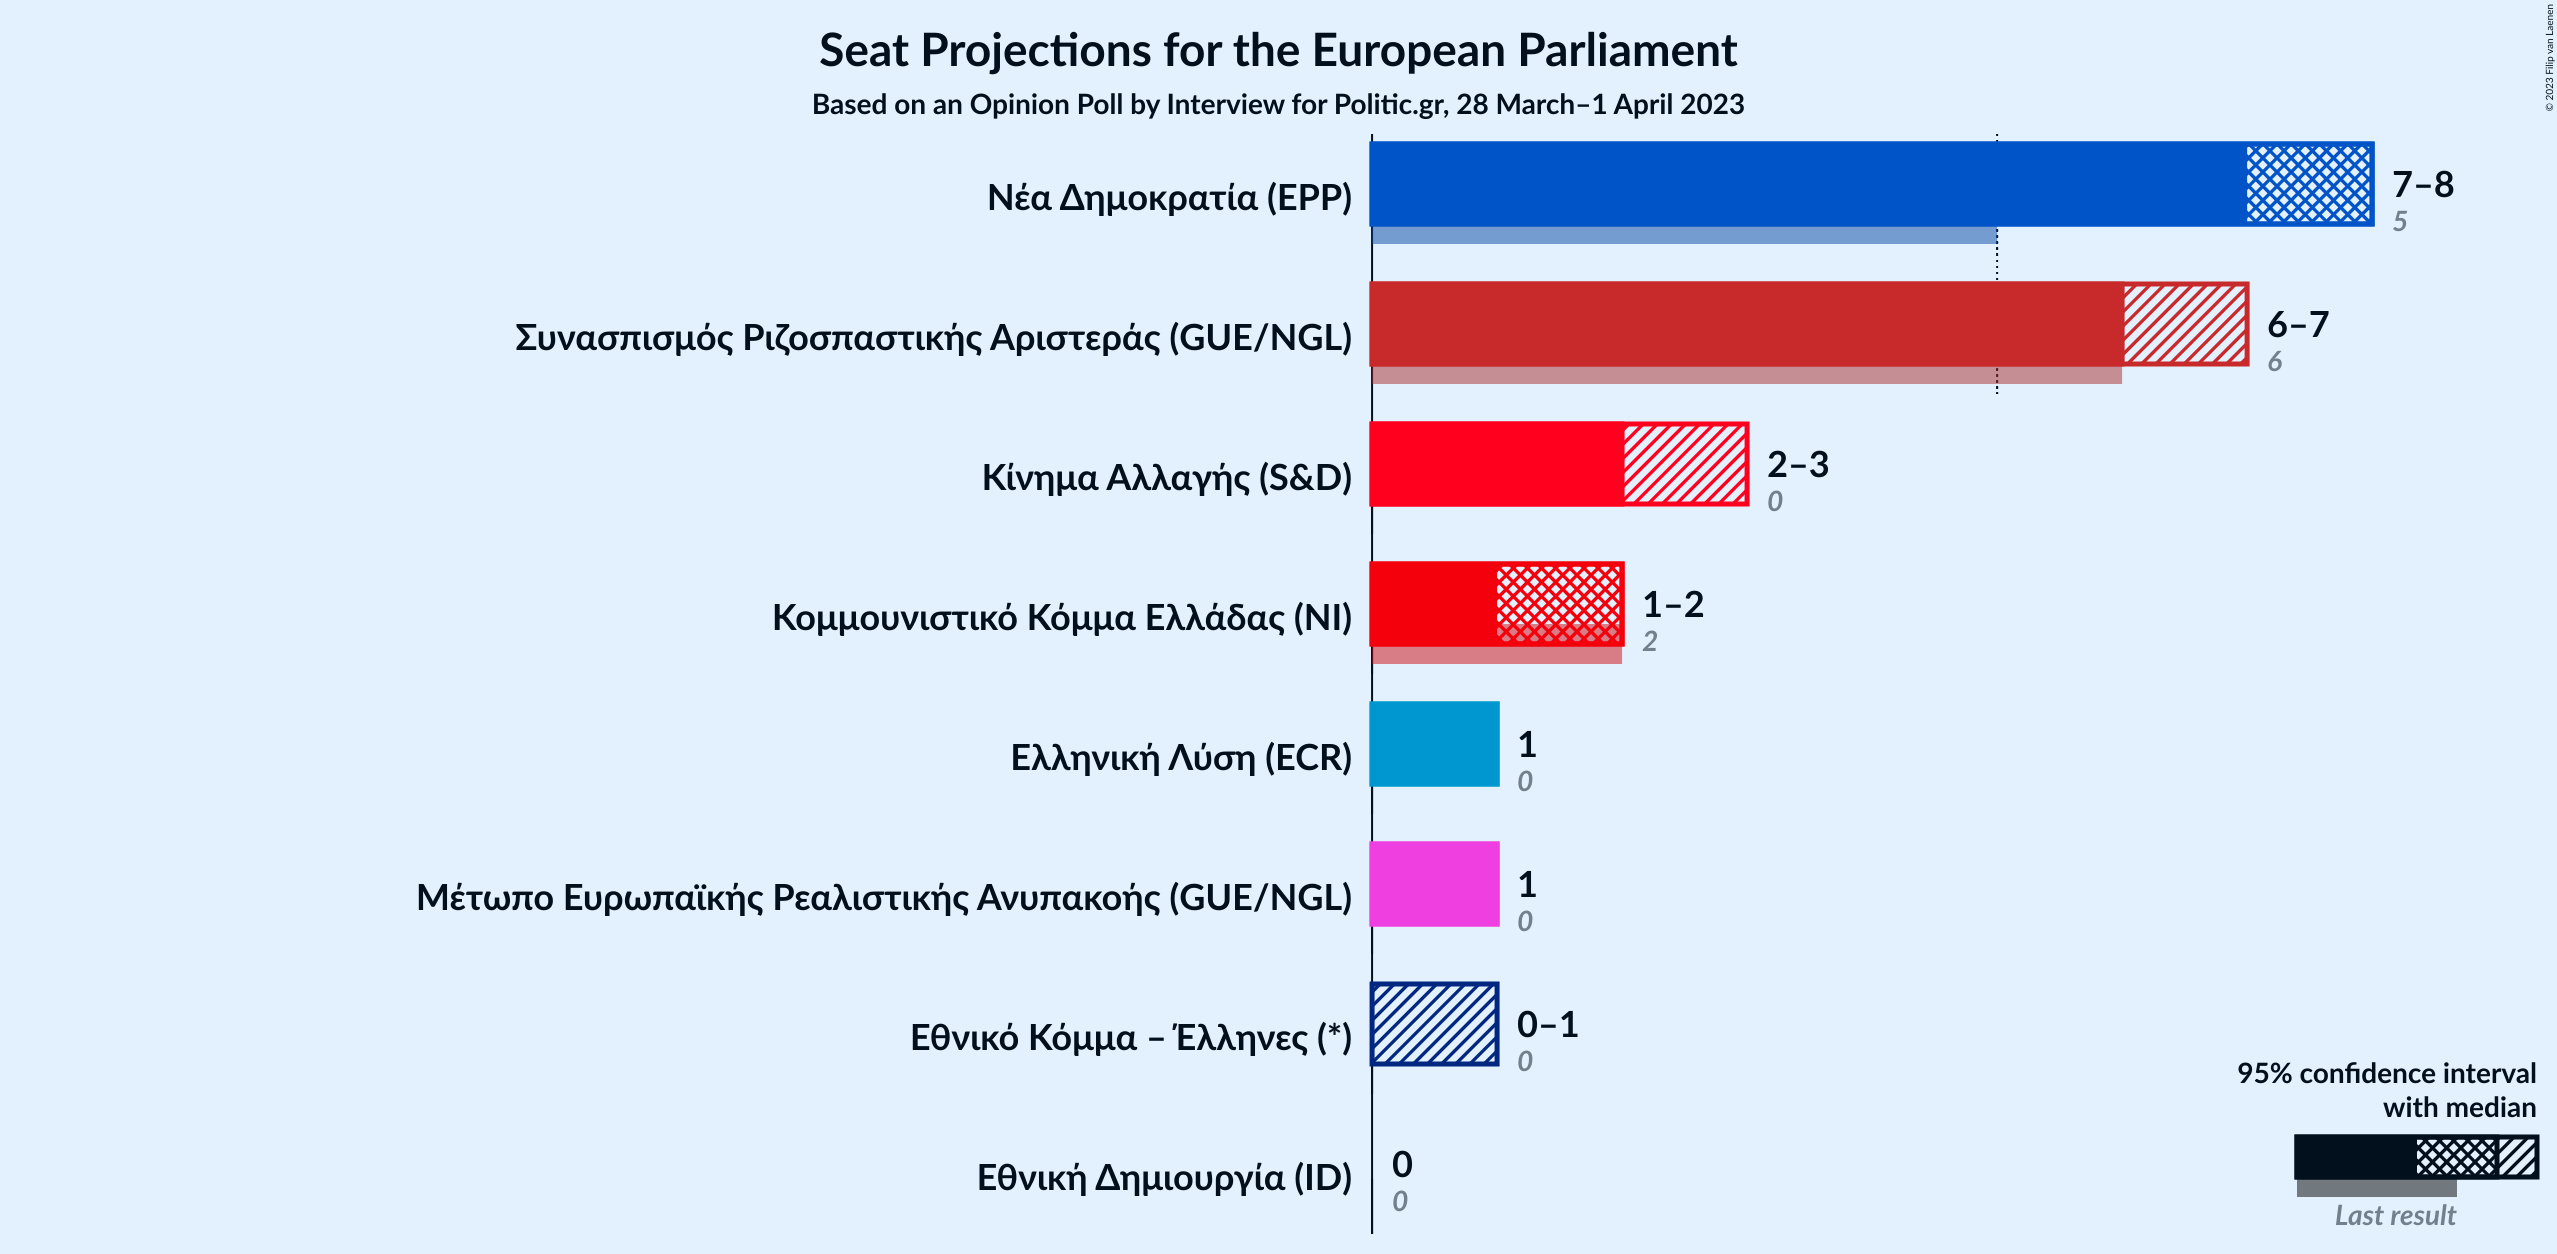 Seat Projections for the European Parliament
Based on an Opinion Poll by Interview for Politic.gr, 28 March–1 April 2023
© 2023 Filip van Laenen
Νέα Δημοκρατία (EPP)
7–8
5
Συνασπισμός Ριζοσπαστικής Αριστεράς (GUE/NGL)
6–7
6
Κίνημα Αλλαγής (S&D)
2–3
0
Κομμουνιστικό Κόμμα Ελλάδας (NI)
1–2
2
Ελληνική Λύση (ECR)
1
0
Μέτωπο Ευρωπαϊκής Ρεαλιστικής Ανυπακοής (GUE/NGL)
1
0
Εθνικό Κόμμα – Έλληνες (*)
0–1
0
Εθνική Δημιουργία (ID)
0
0
95% confidence interval
with median
Last result